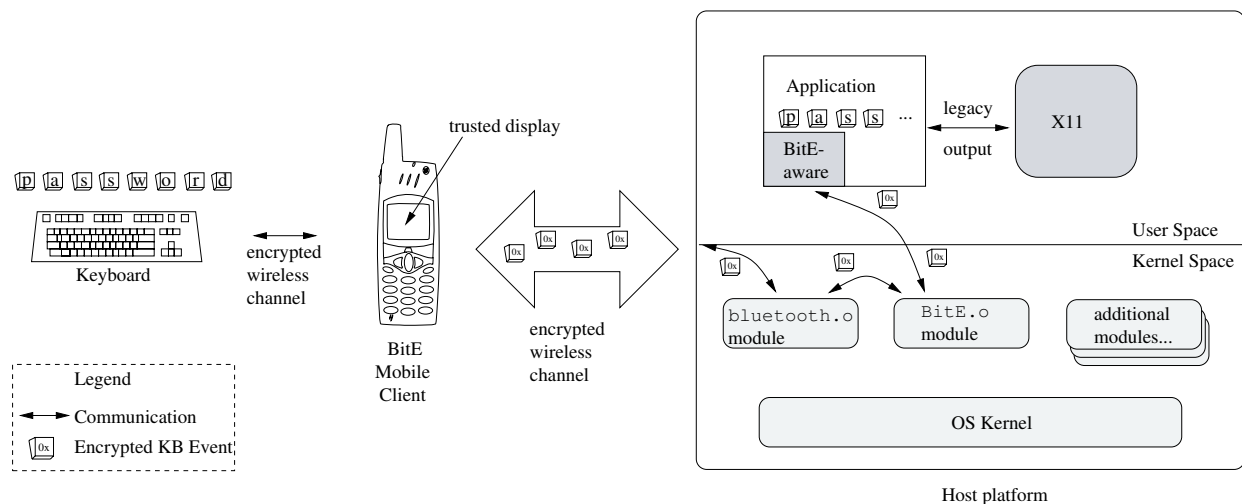 p a s s w o r d
Keyboard
encrypted
wireless
channel
trusted display
BitE
Mobile
Client
0x 0x 0x 0x
encrypted
wireless
channel
Application
p a s s ...
BitE-
aware
legacy
output
X11
0x
User Space
Kernel Space
0x 0x 0x
bluetooth.o
module
BitE.o
module
additional
modules...
OS Kernel
Host platform
Legend
Communication
0x Encrypted KB Event